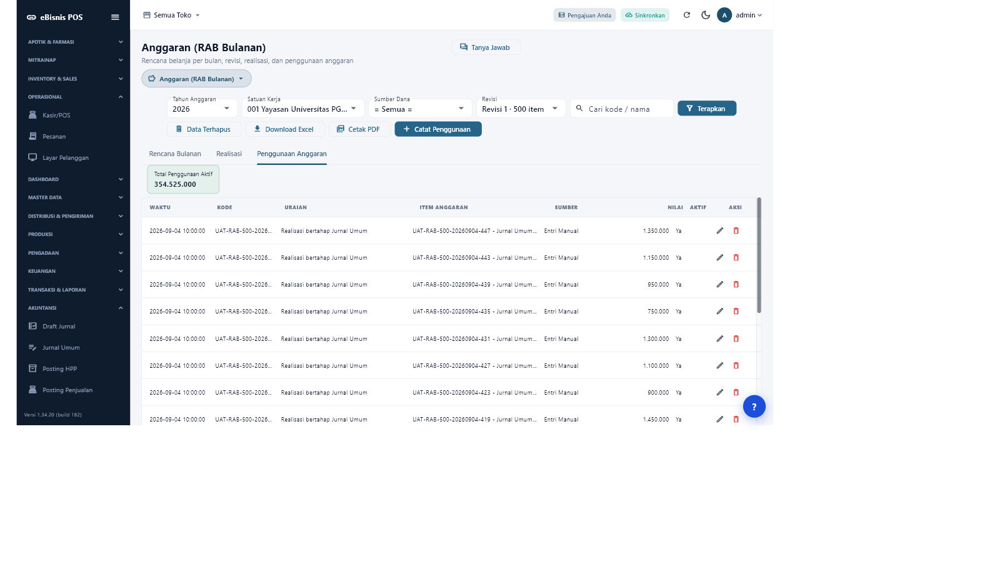 eBisnis POS
Semua Toko
Pengajuan Anda
Sinkronkan
A
admin
APOTIK & FARMASI
MITRAINAP
INVENTORY & SALES
OPERASIONAL
Kasir/POS
Pesanan
Layar Pelanggan
DASHBOARD
MASTER DATA
DISTRIBUSI & PENGIRIMAN
PRODUKSI
PENGADAAN
KEUANGAN
TRANSAKSI & LAPORAN
AKUNTANSI
Draft Jurnal
Jurnal Umum
Posting HPP
Posting Penjualan
Versi 1.34.20 (build 182)
Anggaran (RAB Bulanan)
Tanya Jawab
Rencana belanja per bulan, revisi, realisasi, dan penggunaan anggaran
Anggaran (RAB Bulanan)
Tahun Anggaran
2026
Satuan Kerja
001 Yayasan Universitas PG...
Sumber Dana
= Semua =
Revisi
Revisi 1 · 500 item
Cari kode / nama
Terapkan
Data Terhapus
Download Excel
Cetak PDF
+ Catat Penggunaan
Rencana Bulanan
Realisasi
Penggunaan Anggaran
Total Penggunaan Aktif
354.525.000
WAKTU KODE URAIAN ITEM ANGGARAN SUMBER NILAI AKTIF AKSI
2026-09-04 10:00:00 UAT-RAB-500-2026... Realisasi bertahap Jurnal Umum UAT-RAB-500-20260904-447 - Jurnal Umum... Entri Manual 1.350.000 Ya
2026-09-04 10:00:00 UAT-RAB-500-2026... Realisasi bertahap Jurnal Umum UAT-RAB-500-20260904-443 - Jurnal Umum... Entri Manual 1.150.000 Ya
2026-09-04 10:00:00 UAT-RAB-500-2026... Realisasi bertahap Jurnal Umum UAT-RAB-500-20260904-439 - Jurnal Umum... Entri Manual 950.000 Ya
2026-09-04 10:00:00 UAT-RAB-500-2026... Realisasi bertahap Jurnal Umum UAT-RAB-500-20260904-435 - Jurnal Umum... Entri Manual 750.000 Ya
2026-09-04 10:00:00 UAT-RAB-500-2026... Realisasi bertahap Jurnal Umum UAT-RAB-500-20260904-431 - Jurnal Umum... Entri Manual 1.300.000 Ya
2026-09-04 10:00:00 UAT-RAB-500-2026... Realisasi bertahap Jurnal Umum UAT-RAB-500-20260904-427 - Jurnal Umum... Entri Manual 1.100.000 Ya
2026-09-04 10:00:00 UAT-RAB-500-2026... Realisasi bertahap Jurnal Umum UAT-RAB-500-20260904-423 - Jurnal Umum... Entri Manual 900.000 Ya
2026-09-04 10:00:00 UAT-RAB-500-2026... Realisasi bertahap Jurnal Umum UAT-RAB-500-20260904-419 - Jurnal Umum... Entri Manual 1.450.000 Ya
?